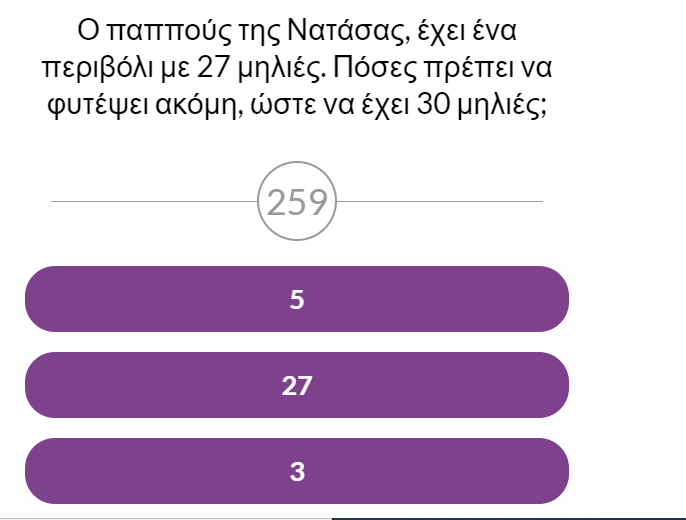 Ο παππούς της Νατάσας, έχει ένα
περιβόλι με 27 μηλιές. Πόσες πρέπει να
φυτέψει ακόμη, ώστε να έχει 30 μηλιές;
259
5
27
3